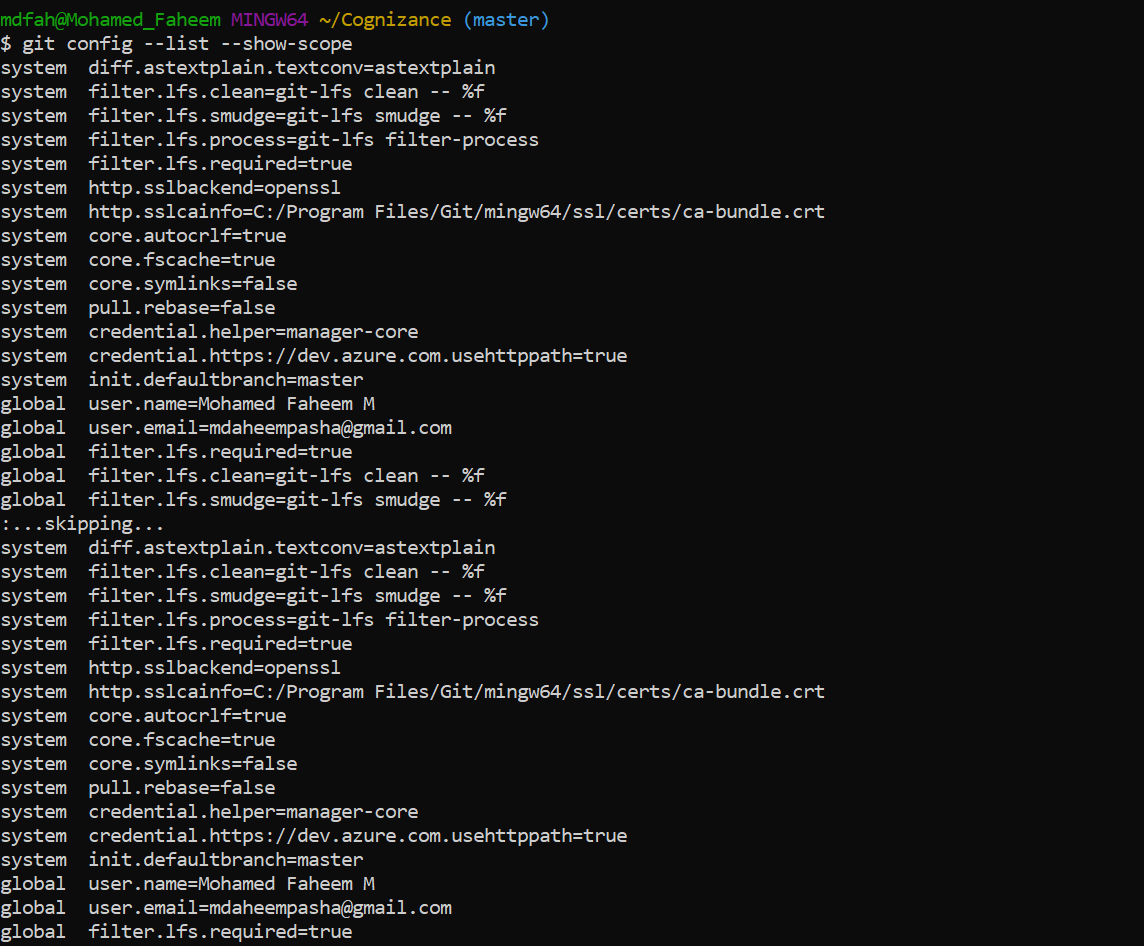 mdfah@Mohamed_Faheem MINGW64 ~/Cognizance (master)
$ git config --list --show-scope
system  diff.astextplain.textconv=astextplain
system  filter.lfs.clean=git-lfs clean -- %f
system  filter.lfs.smudge=git-lfs smudge -- %f
system  filter.lfs.process=git-lfs filter-process
system  filter.lfs.required=true
system  http.sslbackend=openssl
system  http.sslcainfo=C:/Program Files/Git/mingw64/ssl/certs/ca-bundle.crt
system  core.autocrlf=true
system  core.fscache=true
system  core.symlinks=false
system  pull.rebase=false
system  credential.helper=manager-core
system  credential.https://dev.azure.com.usehttppath=true
system  init.defaultbranch=master
global  user.name=Mohamed Faheem M
global  user.email=mdaheempasha@gmail.com
global  filter.lfs.required=true
global  filter.lfs.clean=git-lfs clean -- %f
global  filter.lfs.smudge=git-lfs smudge -- %f
:...skipping...
system  diff.astextplain.textconv=astextplain
system  filter.lfs.clean=git-lfs clean -- %f
system  filter.lfs.smudge=git-lfs smudge -- %f
system  filter.lfs.process=git-lfs filter-process
system  filter.lfs.required=true
system  http.sslbackend=openssl
system  http.sslcainfo=C:/Program Files/Git/mingw64/ssl/certs/ca-bundle.crt
system  core.autocrlf=true
system  core.fscache=true
system  core.symlinks=false
system  pull.rebase=false
system  credential.helper=manager-core
system  credential.https://dev.azure.com.usehttppath=true
system  init.defaultbranch=master
global  user.name=Mohamed Faheem M
global  user.email=mdaheempasha@gmail.com
global  filter.lfs.required=true